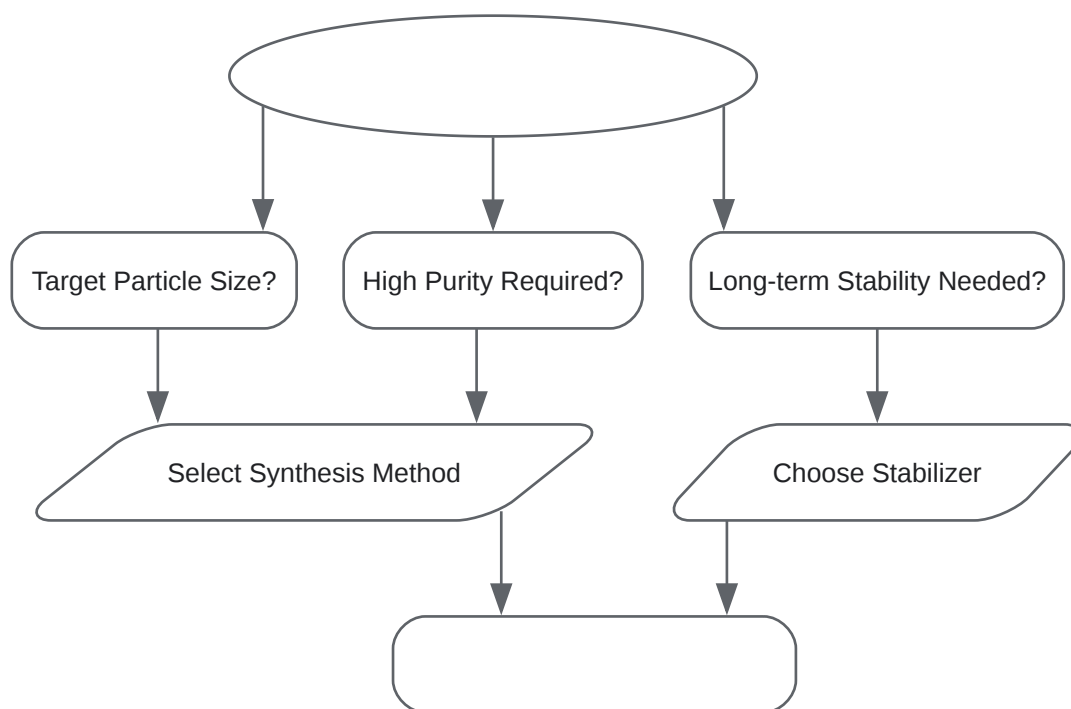 Target Particle Size?
High Purity Required?
Long-term Stability Needed?
Select Synthesis Method
Choose Stabilizer